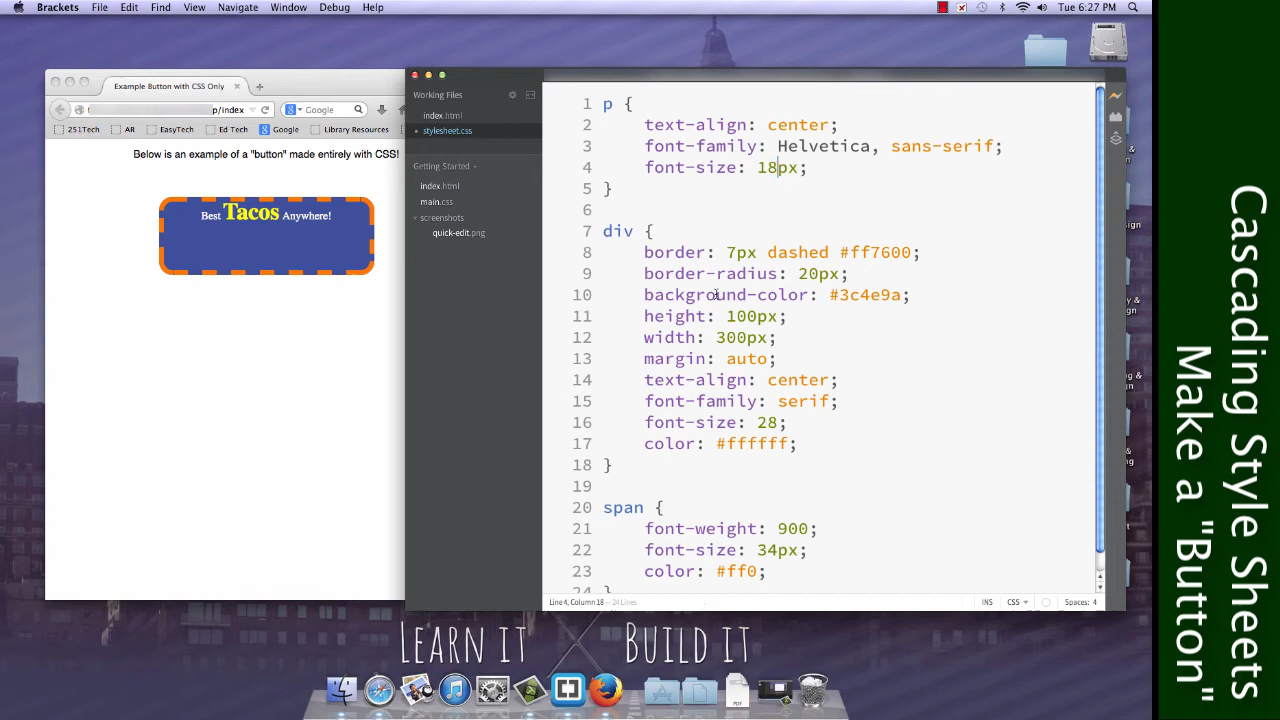 Brackets File Edit Find View Navigate Window Debug Help
Tue 6:27 PM
Example Button with CSS Only
p/index
Google
251Tech AR EasyTech Ed Tech Google Library Resources
Below is an example of a "button" made entirely with CSS!
Best Tacos Anywhere!
Working Files
index.html
stylesheet.css
Getting Started
index.html
main.css
screenshots
quick-edit.png
1 p {
2 text-align: center;
3 font-family: Helvetica, sans-serif;
4 font-size: 18px;
5 }
6
7 div {
8 border: 7px dashed #ff7600;
9 border-radius: 20px;
10 background-color: #3c4e9a;
11 height: 100px;
12 width: 300px;
13 margin: auto;
14 text-align: center;
15 font-family: serif;
16 font-size: 28;
17 color: #ffffff;
18 }
19
20 span {
21 font-weight: 900;
22 font-size: 34px;
23 color: #ff0;
24 }
Line 4, Column 18 — 24 Lines
INS CSS Spaces: 4
LEARN IT BUILD IT
PDF
Cascading Style Sheets
Make a "Button"